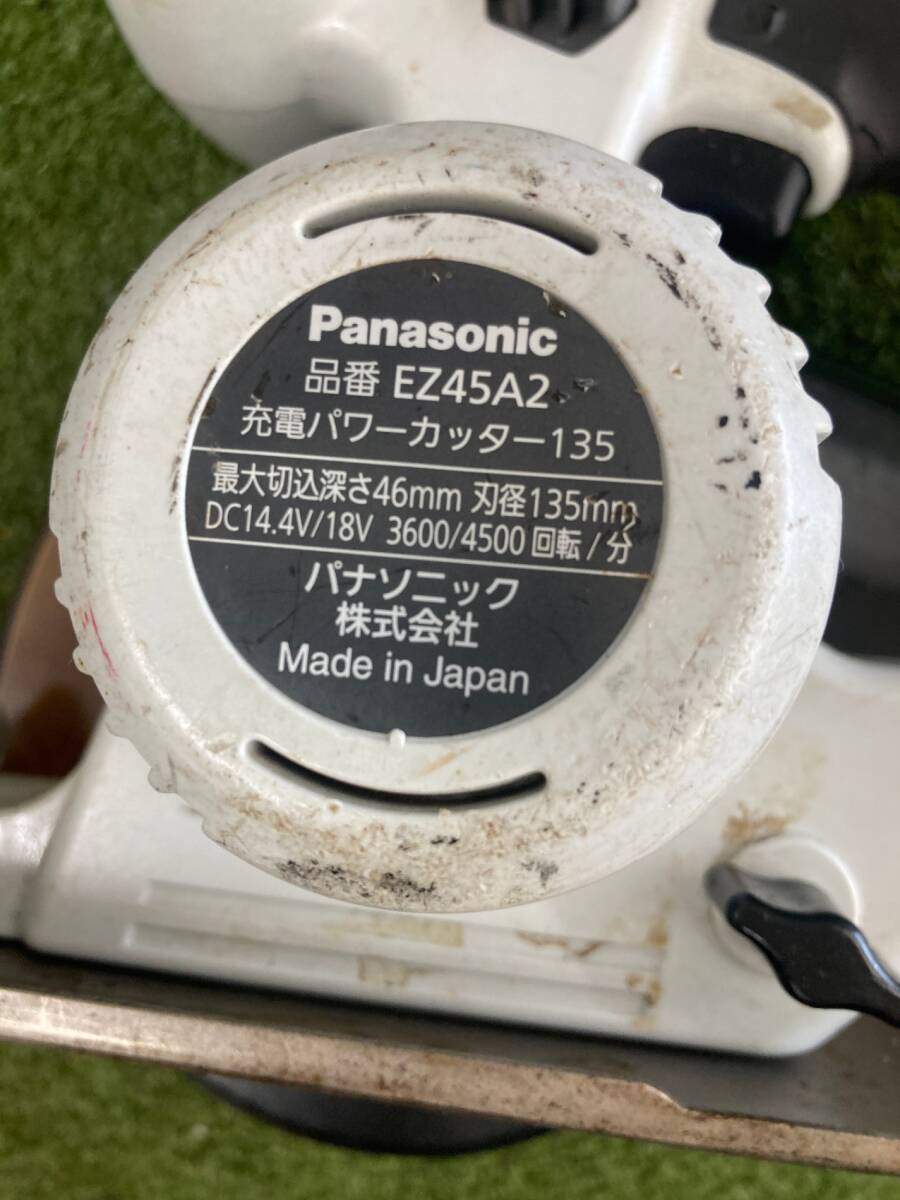 Panasonic
品番 EZ45A2
充電パワーカッター135
最大切込深さ46mm 刃径135mm
DC14.4V/18V 3600/4500 回転/分
パナソニック
株式会社
Made in Japan